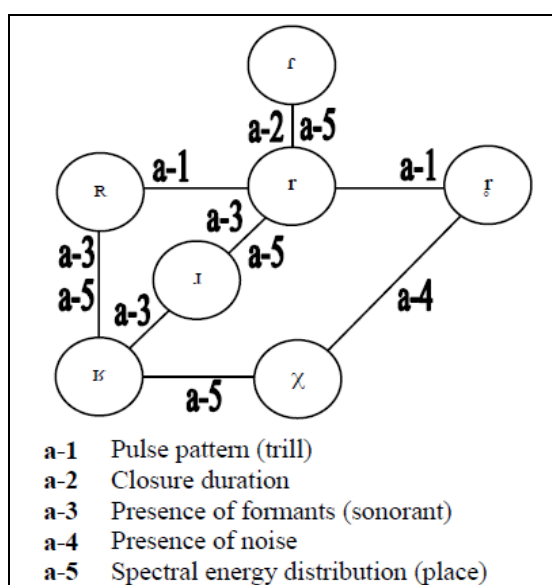 ɾ
a-2 a-5
a-1 a-1
ʀ r r̥
a-3 a-3
a-5 a-5
ɹ
a-3 a-4
ʁ χ
a-5
a-1 Pulse pattern (trill)
a-2 Closure duration
a-3 Presence of formants (sonorant)
a-4 Presence of noise
a-5 Spectral energy distribution (place)